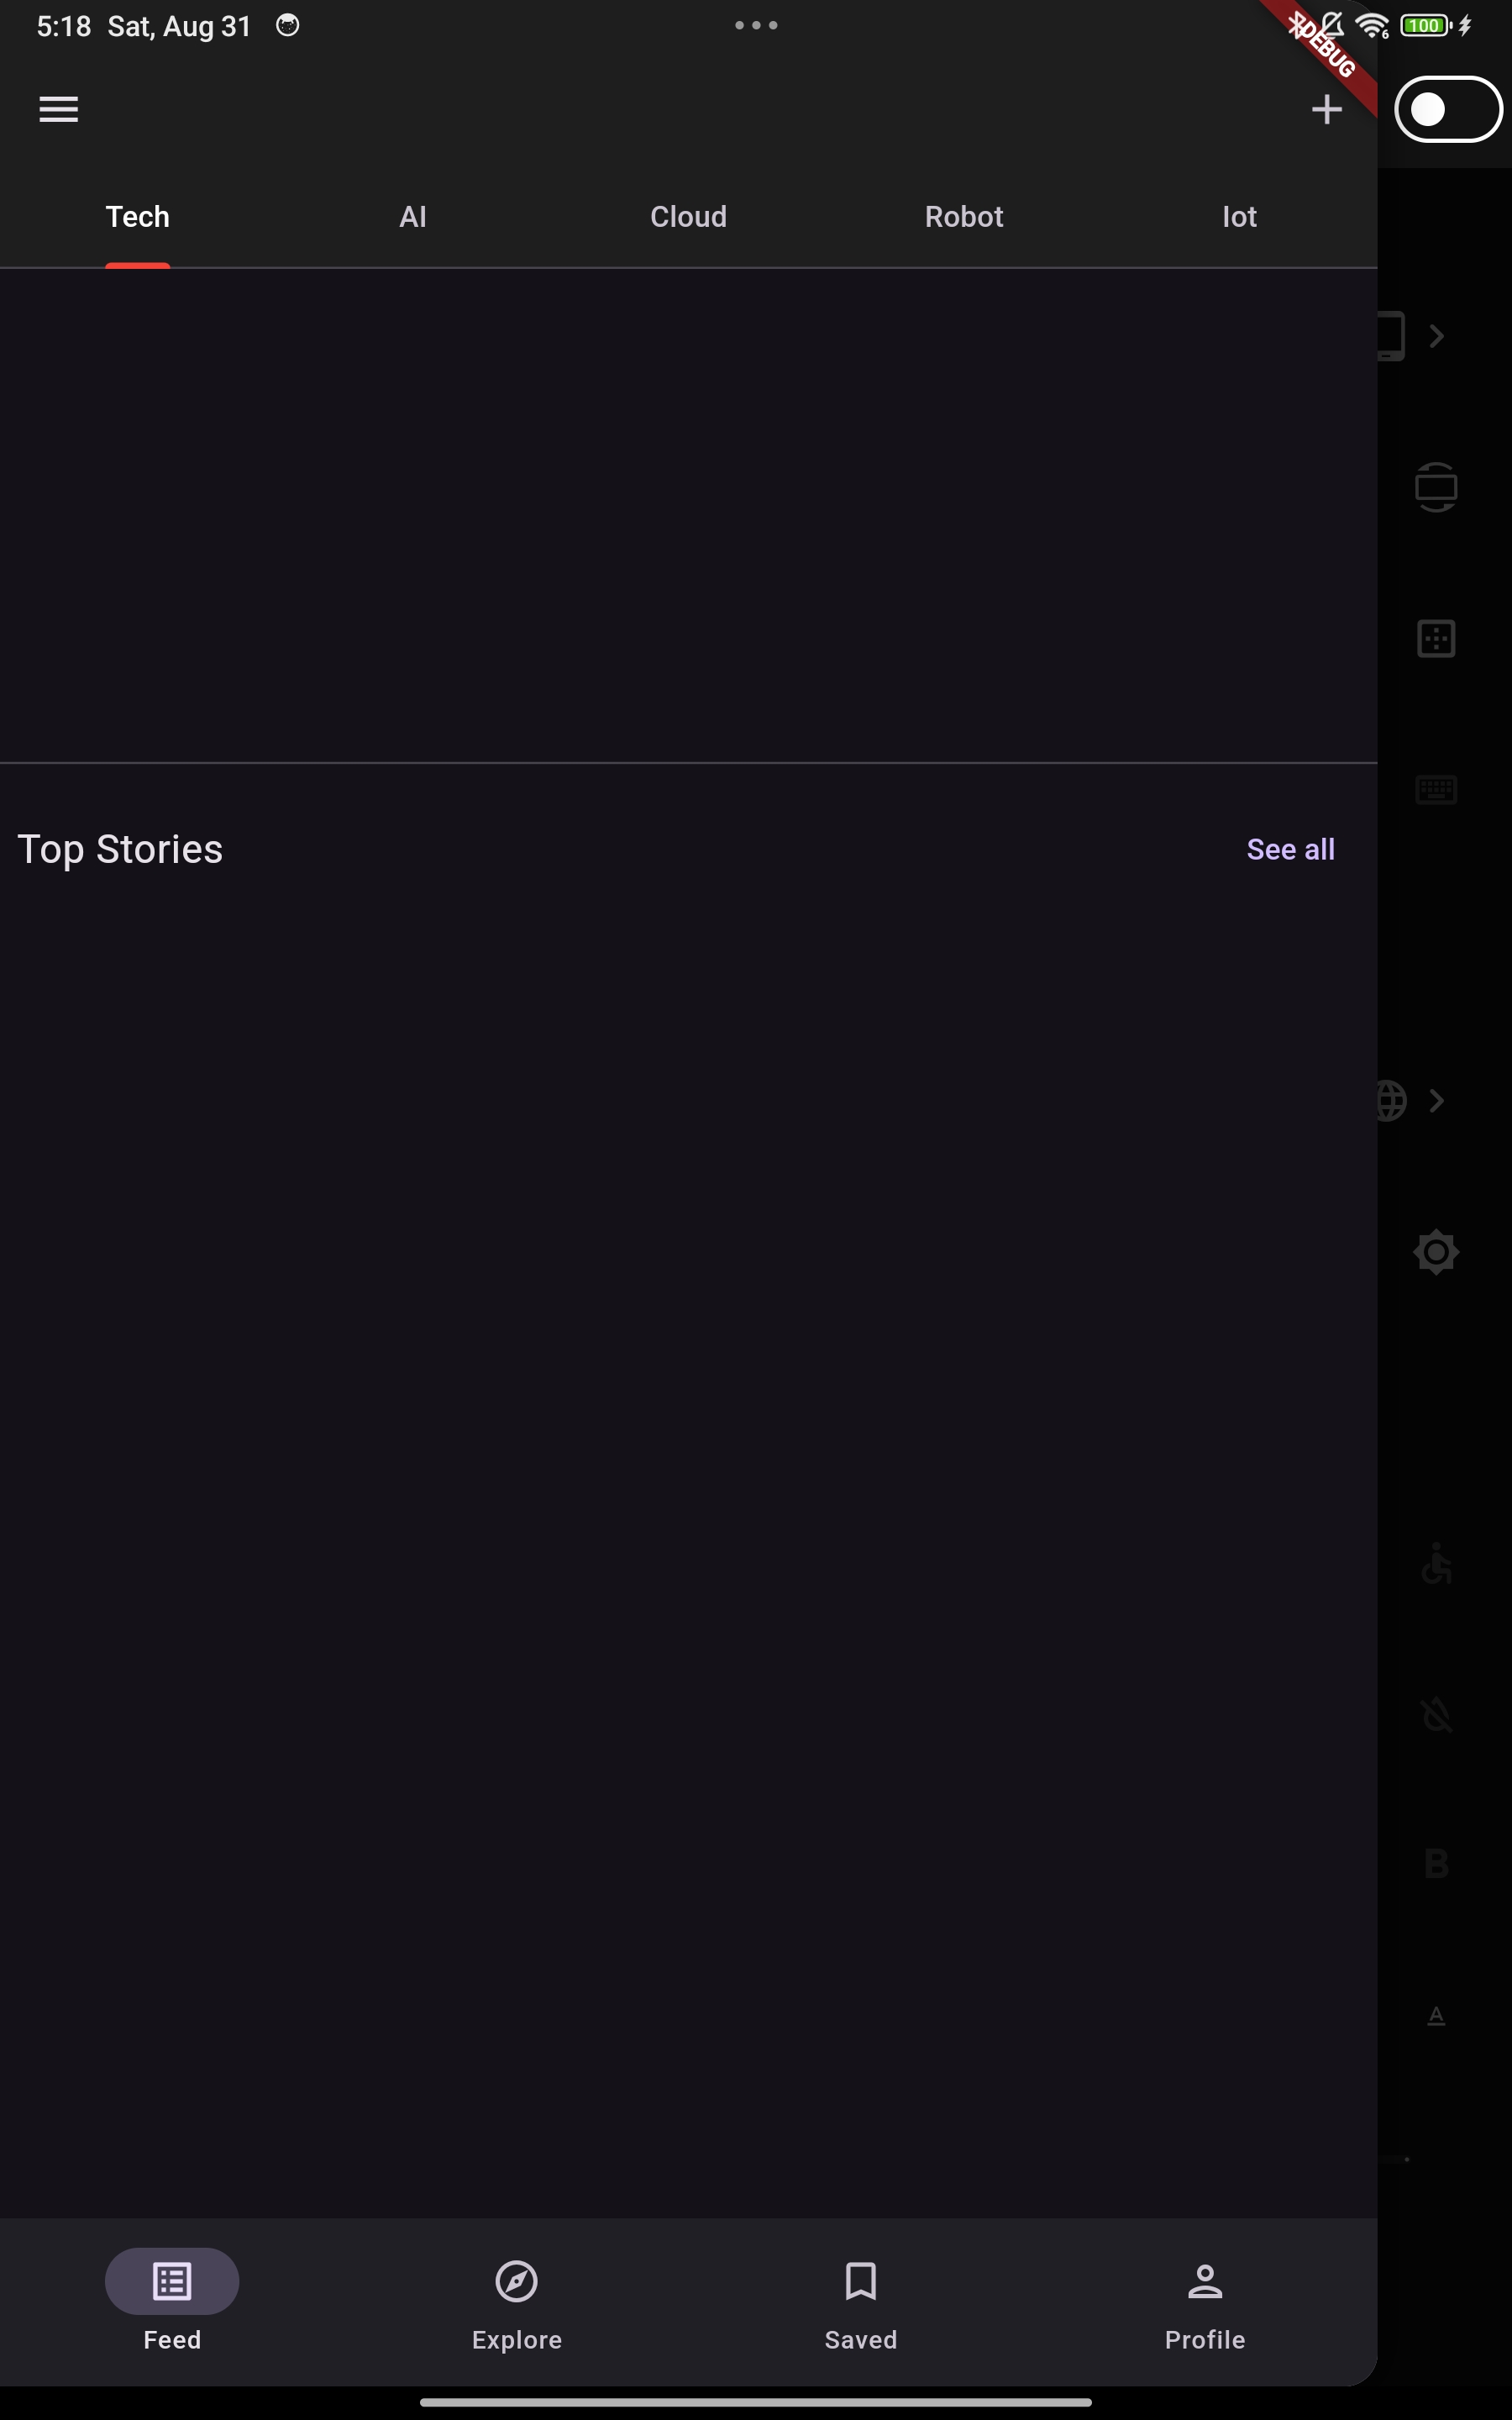 5:18 Sat, Aug 31
100
6
DEBUG
Tech AI Cloud Robot Iot
Top Stories See all
B
A
Feed Explore Saved Profile